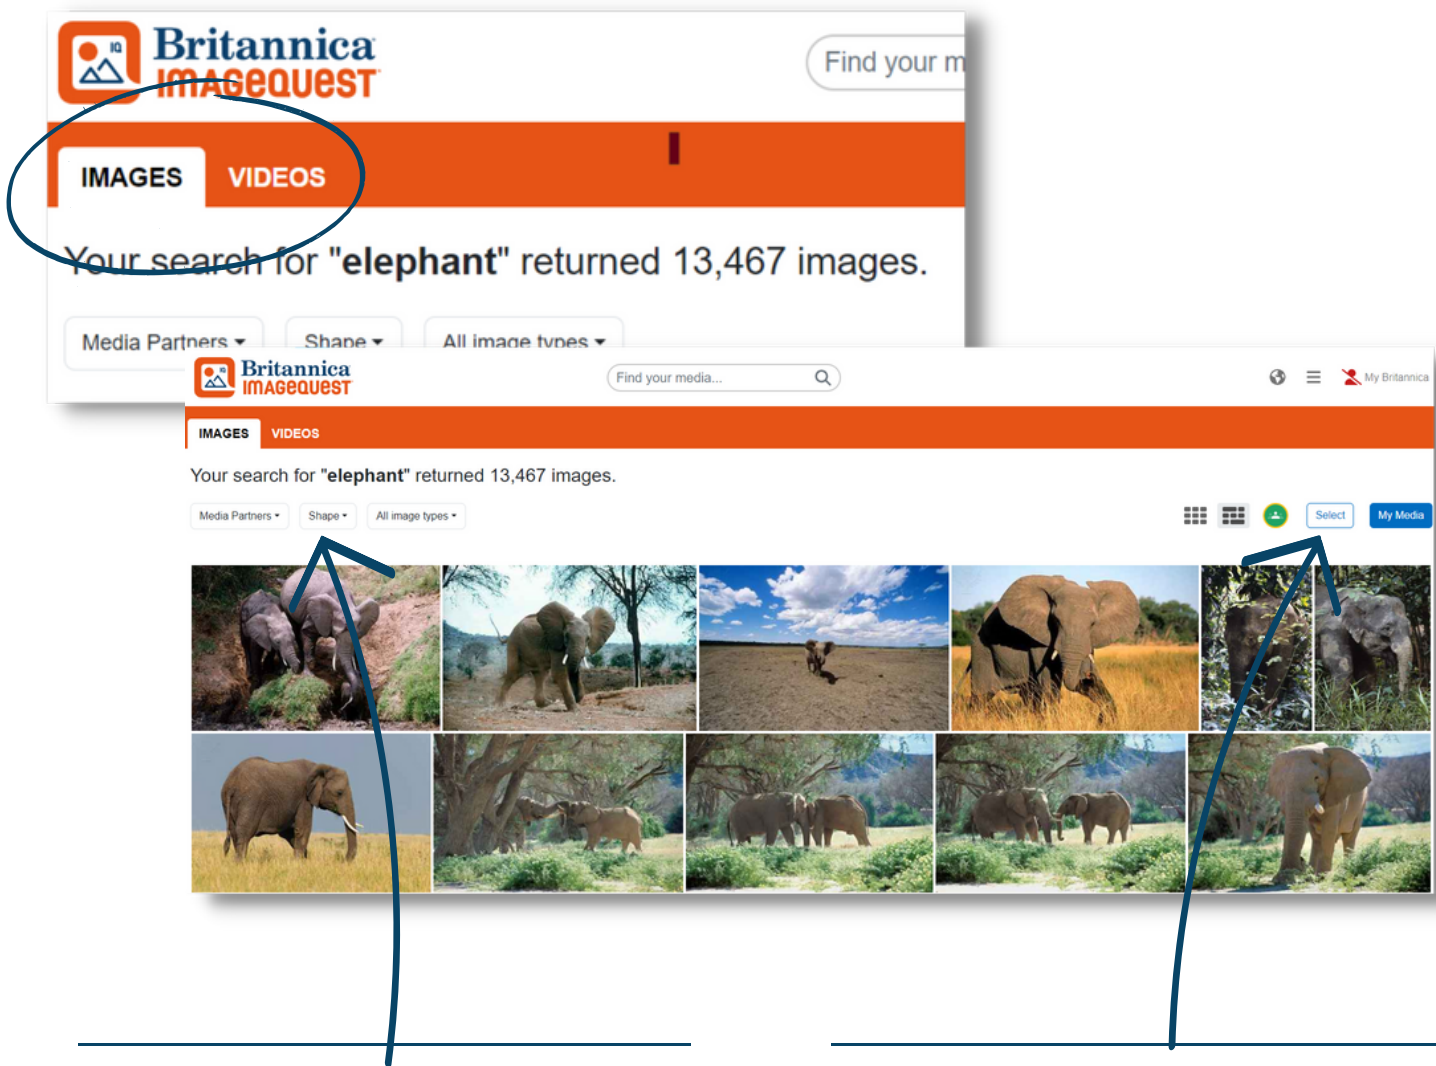 IQ
Britannica
IMAGEQUEST
Find your m
IMAGES VIDEOS
Your search for "elephant" returned 13,467 images.
Media Partners Shape All image types
IQ
Britannica
IMAGEQUEST
Find your media...
My Britannica
IMAGES VIDEOS
Your search for "elephant" returned 13,467 images.
Media Partners Shape All image types Select My Media